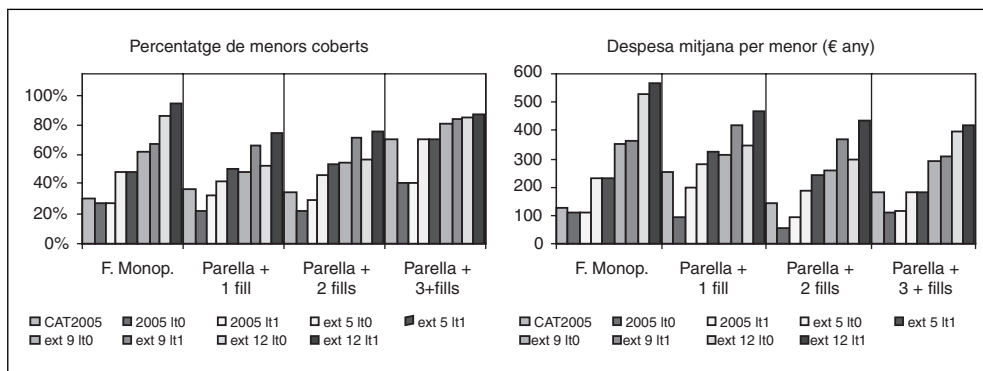 Percentatge de menors coberts
100%
80%
60%
40%
20%
0%
F. Monop.
Parella +
1 fill
Parella +
2 fills
Parella +
3+fills
CAT2005
2005 lt0
2005 lt1
ext 5 lt0
ext 5 lt1
ext 9 lt0
ext 9 lt1
ext 12 lt0
ext 12 lt1
Despesa mitjana per menor (€ any)
600
500
400
300
200
100
0
F. Monop.
Parella +
1 fill
Parella +
2 fills
Parella +
3 + fills
CAT2005
2005 lt0
2005 lt1
ext 5 lt0
ext 5 lt1
ext 9 lt0
ext 9 lt1
ext 12 lt0
ext 12 lt1